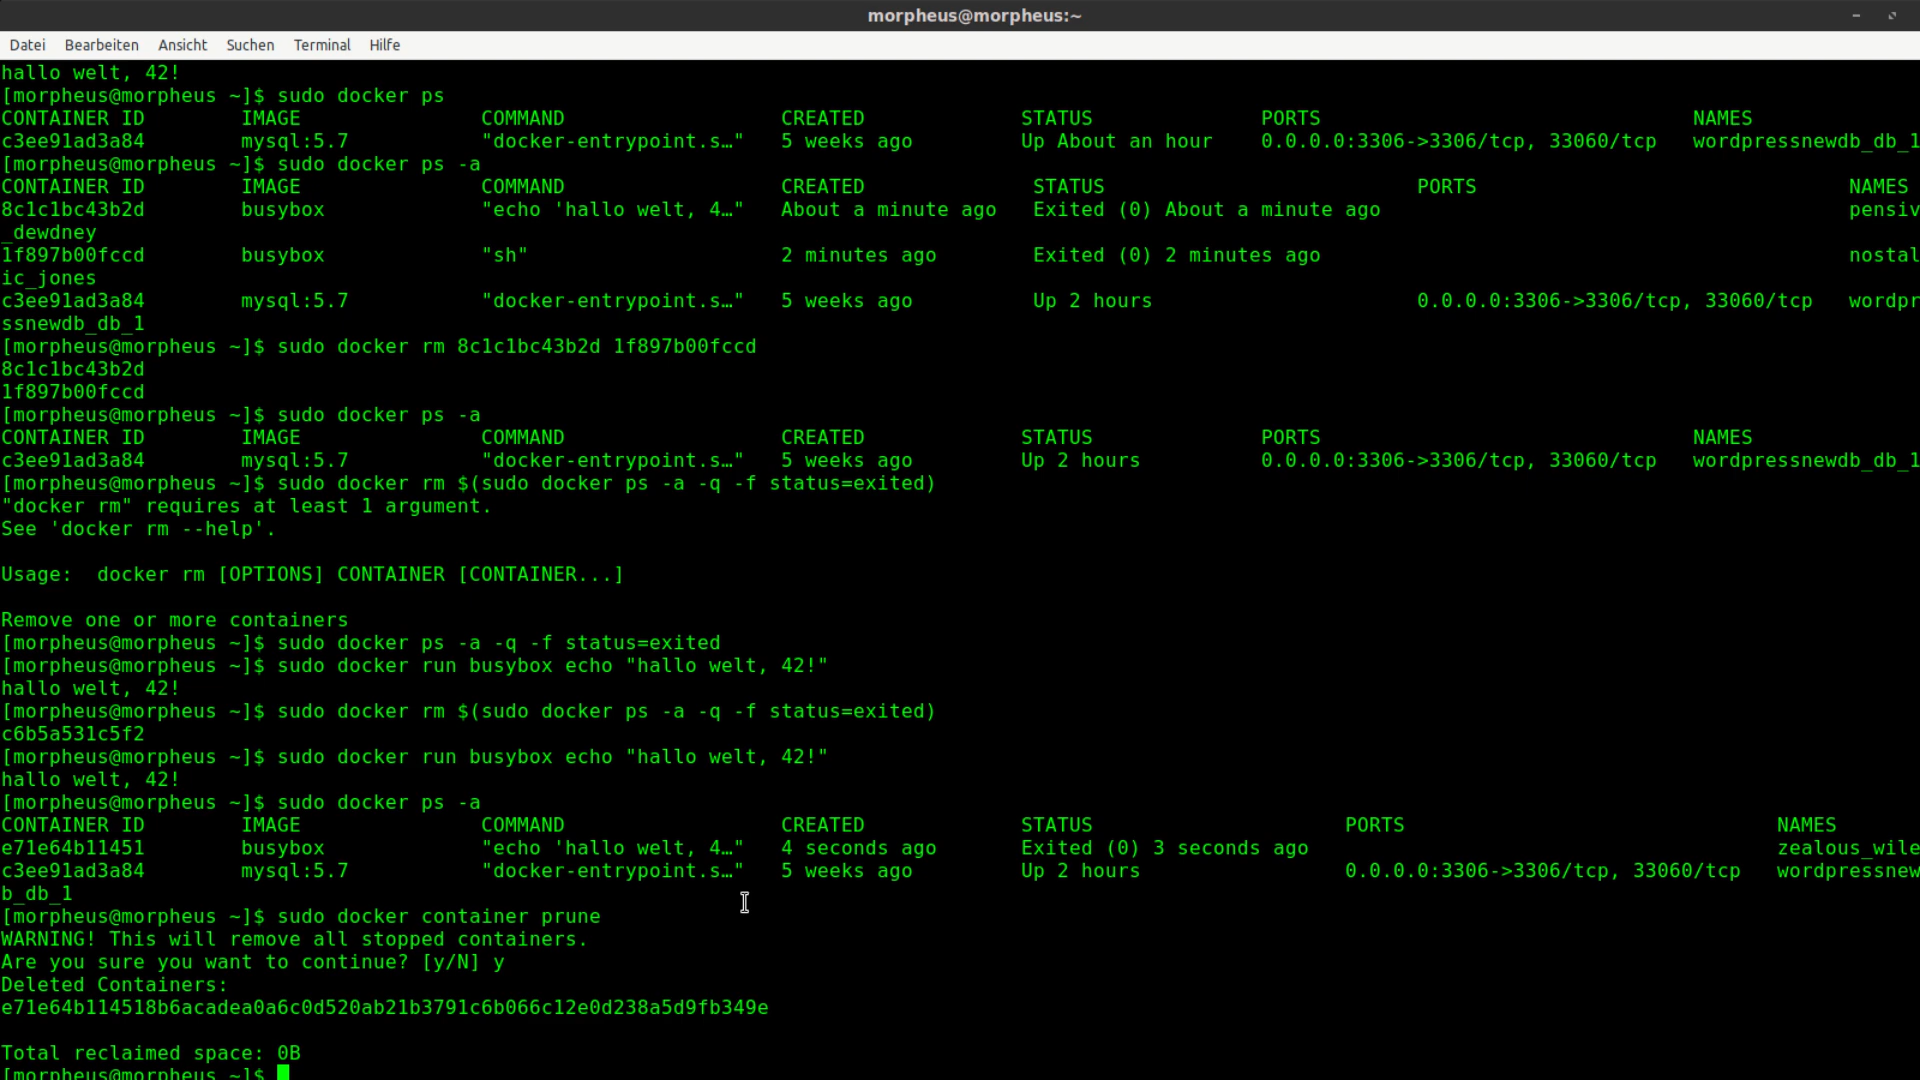 morpheus@morpheus:~
Datei Bearbeiten Ansicht Suchen Terminal Hilfe
hallo welt, 42!
[morpheus@morpheus ~]$ sudo docker ps
CONTAINER ID        IMAGE               COMMAND                  CREATED             STATUS              PORTS                               NAMES
c3ee91ad3a84        mysql:5.7           "docker-entrypoint.s…"   5 weeks ago         Up About an hour    0.0.0.0:3306->3306/tcp, 33060/tcp   wordpressnewdb_db_1
[morpheus@morpheus ~]$ sudo docker ps -a
CONTAINER ID        IMAGE               COMMAND                  CREATED              STATUS                          PORTS                               NAMES
8c1c1bc43b2d        busybox             "echo 'hallo welt, 4…"   About a minute ago   Exited (0) About a minute ago                                       pensiv
_dewdney
1f897b00fccd        busybox             "sh"                     2 minutes ago        Exited (0) 2 minutes ago                                            nostal
ic_jones
c3ee91ad3a84        mysql:5.7           "docker-entrypoint.s…"   5 weeks ago          Up 2 hours                      0.0.0.0:3306->3306/tcp, 33060/tcp   wordpr
ssnewdb_db_1
[morpheus@morpheus ~]$ sudo docker rm 8c1c1bc43b2d 1f897b00fccd
8c1c1bc43b2d
1f897b00fccd
[morpheus@morpheus ~]$ sudo docker ps -a
CONTAINER ID        IMAGE               COMMAND                  CREATED             STATUS              PORTS                               NAMES
c3ee91ad3a84        mysql:5.7           "docker-entrypoint.s…"   5 weeks ago         Up 2 hours          0.0.0.0:3306->3306/tcp, 33060/tcp   wordpressnewdb_db_1
[morpheus@morpheus ~]$ sudo docker rm $(sudo docker ps -a -q -f status=exited)
"docker rm" requires at least 1 argument.
See 'docker rm --help'.

Usage:  docker rm [OPTIONS] CONTAINER [CONTAINER...]

Remove one or more containers
[morpheus@morpheus ~]$ sudo docker ps -a -q -f status=exited
[morpheus@morpheus ~]$ sudo docker run busybox echo "hallo welt, 42!"
hallo welt, 42!
[morpheus@morpheus ~]$ sudo docker rm $(sudo docker ps -a -q -f status=exited)
c6b5a531c5f2
[morpheus@morpheus ~]$ sudo docker run busybox echo "hallo welt, 42!"
hallo welt, 42!
[morpheus@morpheus ~]$ sudo docker ps -a
CONTAINER ID        IMAGE               COMMAND                  CREATED             STATUS                     PORTS                               NAMES
e71e64b11451        busybox             "echo 'hallo welt, 4…"   4 seconds ago       Exited (0) 3 seconds ago                                       zealous_wile
c3ee91ad3a84        mysql:5.7           "docker-entrypoint.s…"   5 weeks ago         Up 2 hours                 0.0.0.0:3306->3306/tcp, 33060/tcp   wordpressnew
b_db_1
[morpheus@morpheus ~]$ sudo docker container prune
WARNING! This will remove all stopped containers.
Are you sure you want to continue? [y/N] y
Deleted Containers:
e71e64b114518b6acadea0a6c0d520ab21b3791c6b066c12e0d238a5d9fb349e

Total reclaimed space: 0B
[morpheus@morpheus ~]$